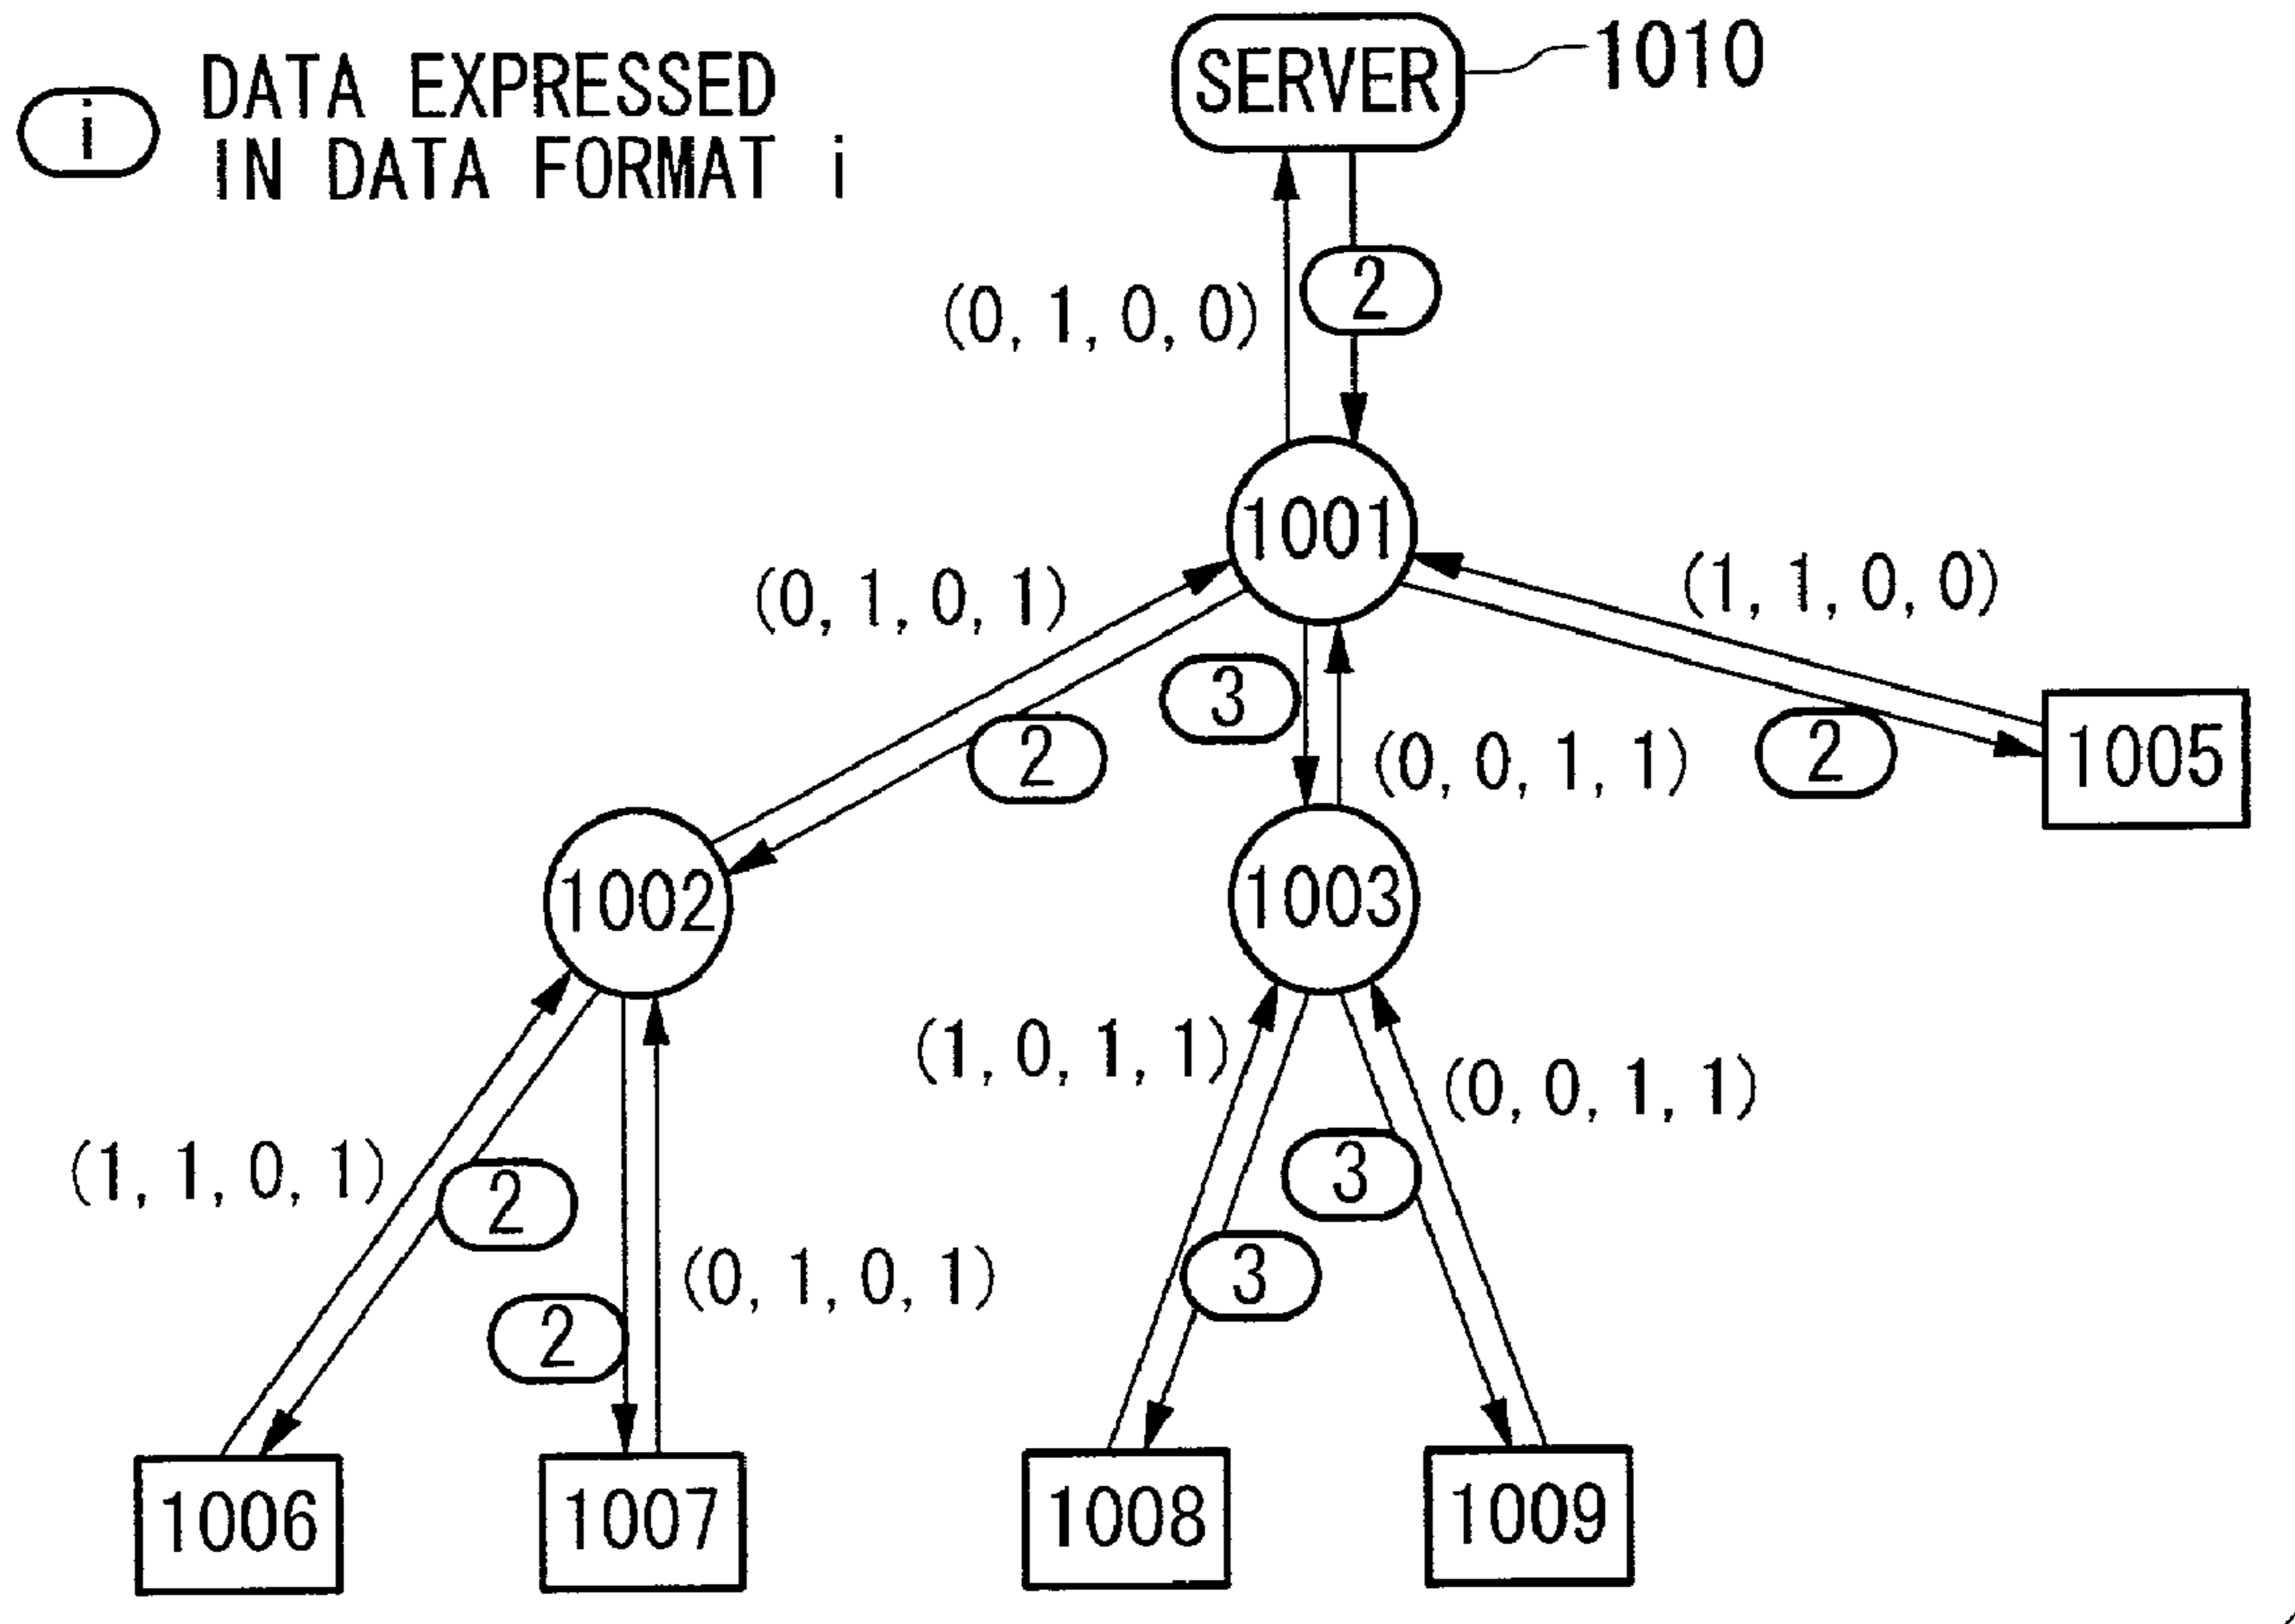 SERVER
1010
i
DATA EXPRESSED
IN DATA FORMAT i
(0, 1, 0, 0)
2
1001
(0, 1, 0, 1)
(1, 1, 0, 0)
3
2
(0, 0, 1, 1)
2
1005
1002
1003
(1, 0, 1, 1)
(0, 0, 1, 1)
(1, 1, 0, 1)
2
3
(0, 1, 0, 1)
3
2
1006
1007
1008
1009